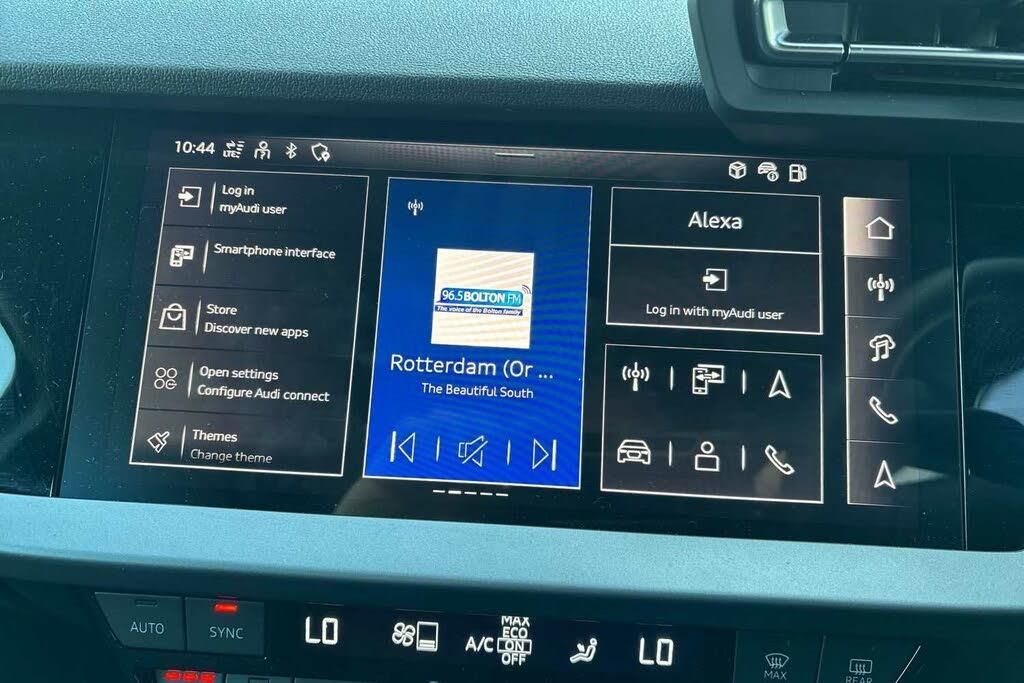 10:44
LTE
Log in
myAudi user
Smartphone interface
Store
Discover new apps
Open settings
Configure Audi connect
Themes
Change theme
96.5 BOLTON FM
The voice of the Bolton family
Rotterdam (Or ...
The Beautiful South
Alexa
Log in with myAudi user
AUTO
SYNC
LO
A/C
MAX
ECO
ON
OFF
LO
MAX
REAR